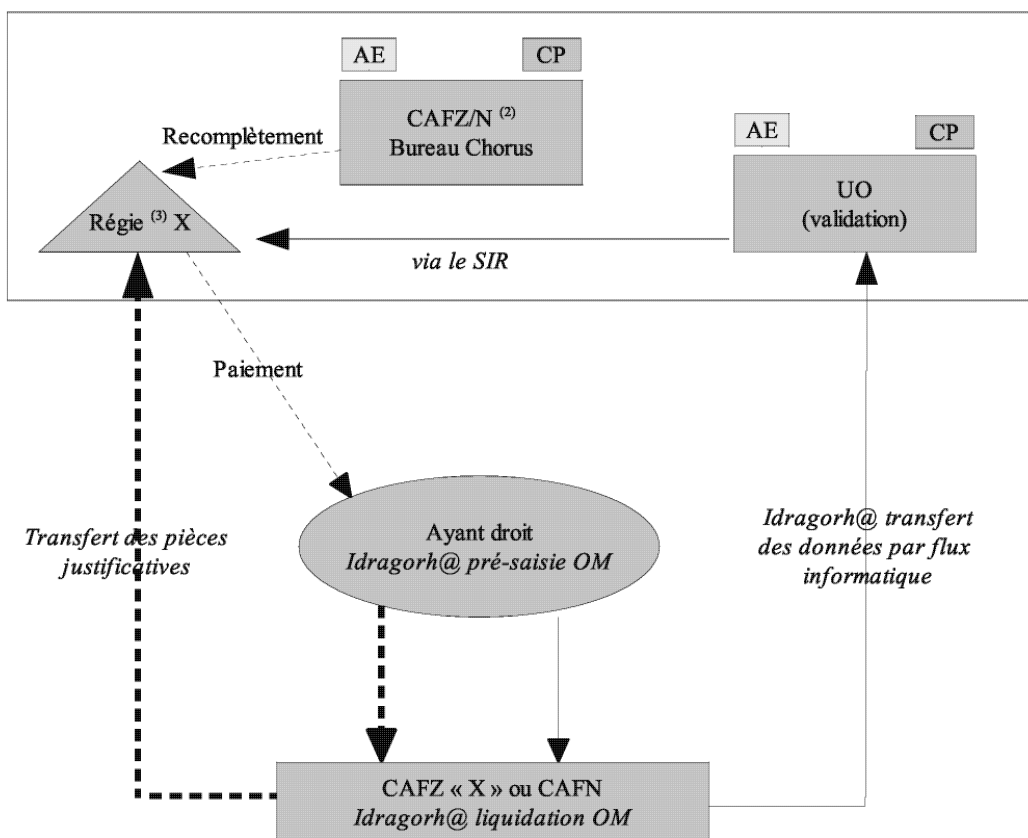 AE
CP
CAFZ/N (2)
Bureau Chorus
Recomplètement
AE
CP
UO
(validation)
Régie (3) X
via le SIR
Paiement
Ayant droit
Idragorh@ pré-saisie OM
Transfert des pièces
justificatives
Idragorh@ transfert
des données par flux
informatique
CAFZ « X » ou CAFN
Idragorh@ liquidation OM